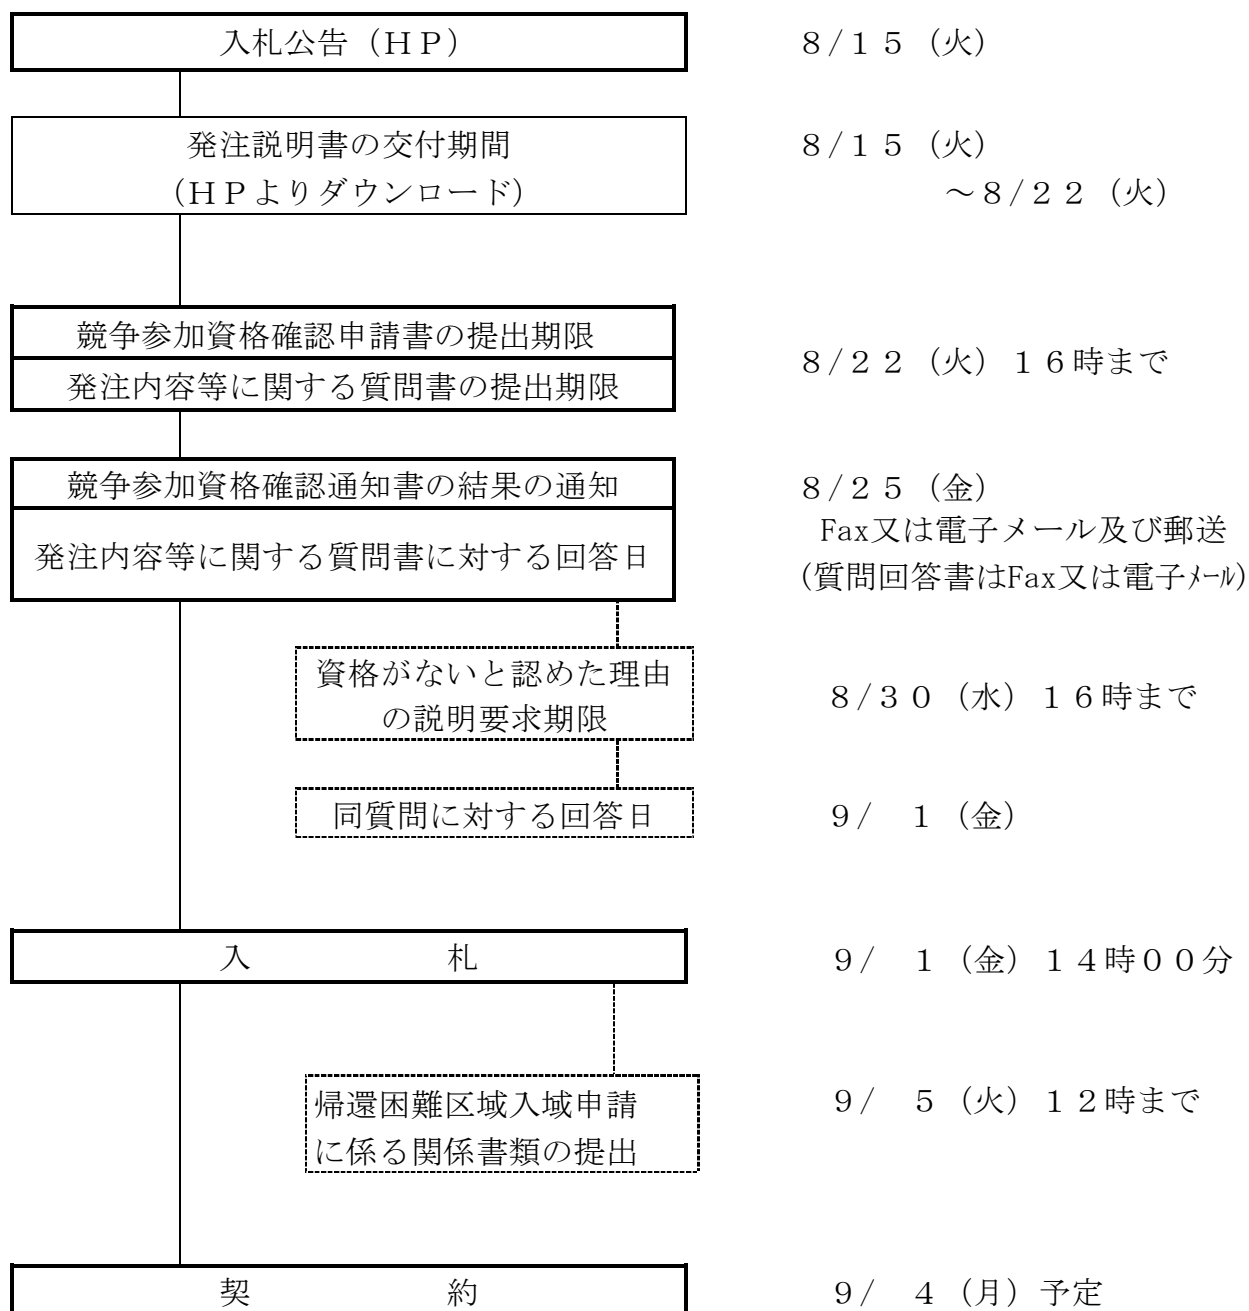 入札公告（ＨＰ）
８/１５（火）
発注説明書の交付期間
（ＨＰよりダウンロード）
８/１５（火）
～８/２２（火）
競争参加資格確認申請書の提出期限
発注内容等に関する質問書の提出期限
８/２２（火）１６時まで
競争参加資格確認通知書の結果の通知
発注内容等に関する質問書に対する回答日
８/２５（金）
Fax又は電子メール及び郵送
(質問回答書はFax又は電子ﾒｰﾙ)
資格がないと認めた理由
の説明要求期限
８/３０（水）１６時まで
同質問に対する回答日
９/　１（金）
入　　　　　札
９/　１（金）１４時００分
帰還困難区域入域申請
に係る関係書類の提出
９/　５（火）１２時まで
契　　　　　約
９/　４（月）予定